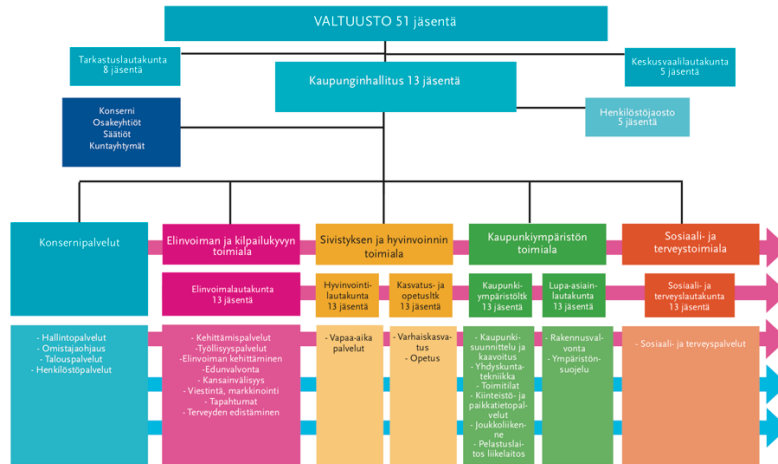 VALTUUSTO 51 jäsentä
Tarkastuslautakunta
8 jäsentä
Keskusvaalilautakunta
5 jäsentä
Kaupunginhallitus 13 jäsentä
Konserni
Osakeyhtiöt
Säätiöt
Kuntayhtymät
Henkilöstöjaosto
5 jäsentä
Konsernipalvelut
Elinvoiman ja kilpailukyvyn
toimiala
Sivistyksen ja hyvinvoinnin
toimiala
Kaupunkiympäristön
toimiala
Sosiaali- ja
terveystoimiala
Elinvoimalautakunta
13 jäsentä
Hyvinvointi-
lautakunta
13 jäsentä
Kasvatus- ja
opetusltk
13 jäsentä
Kaupunki-
ympäristöltk
13 jäsentä
Lupa-asiain-
lautakunta
13 jäsentä
Sosiaali- ja
terveyslautakunta
13 jäsentä
- Hallintopalvelut
- Omistajaohjaus
- Talouspalvelut
- Henkilöstöpalvelut
- Kehittämispalvelut
-Työllisyyspalvelut
-Elinvoiman kehittäminen
-Edunvalvonta
- Kansainvälisyys
- Viestintä, markkinointi
- Tapahtumat
- Terveyden edistäminen
- Vapaa-aika
palvelut
- Varhaiskasva-
tus
- Opetus
- Kaupunki-
suunnittelu ja
kaavoitus
- Yhdyskunta-
tekniikka
- Toimitilat
- Kiinteistö- ja
paikkatietopal-
velut
- Joukkoliiken-
ne
- Pelastuslai-
tos liikelaitos
- Rakennusval-
vonta
- Ympäristön-
suojelu
- Sosiaali- ja terveyspalvelut